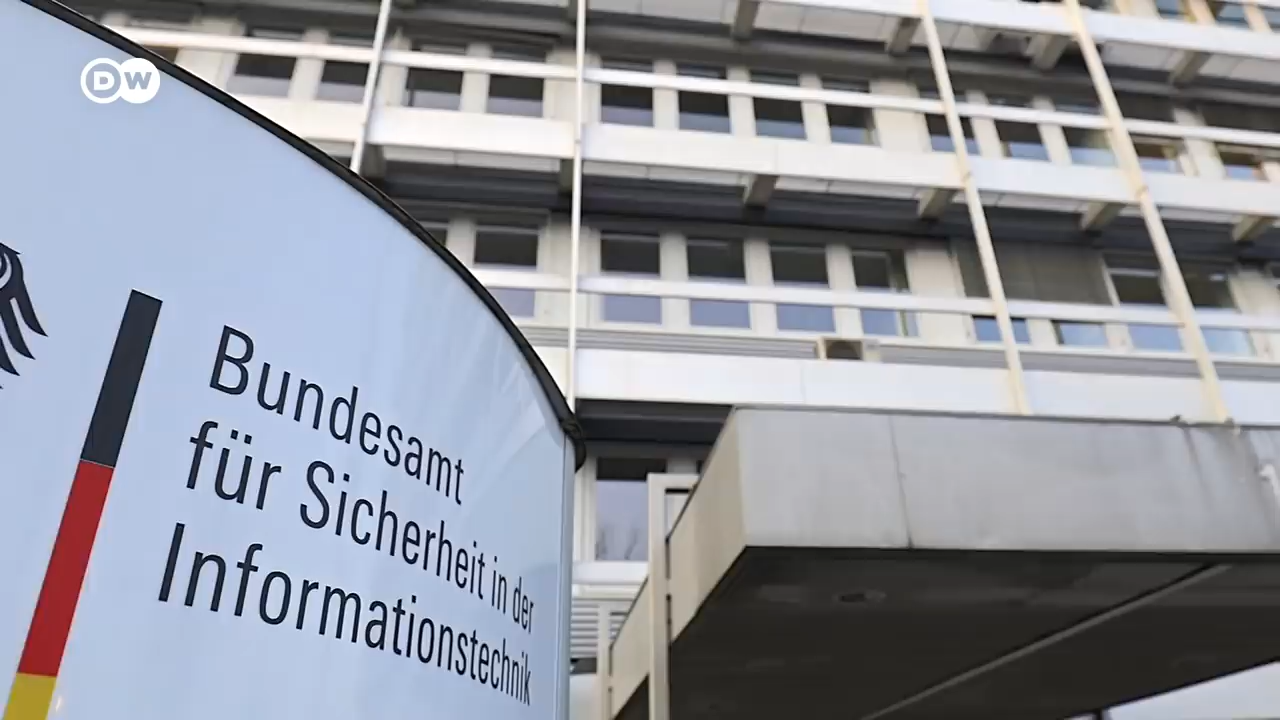 DW
Bundesamt
für Sicherheit in der
Informationstechnik